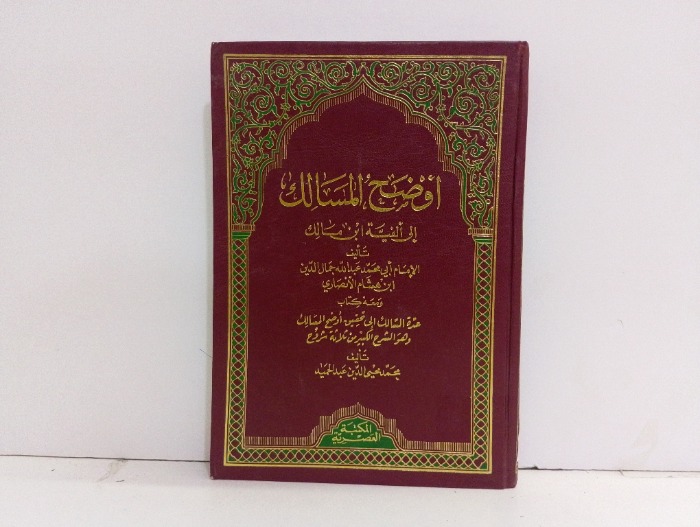 أوضح المسالك
إلى ألفية ابن مالك
تأليف
الإمام أبي محمد عبد الله جمال الدين
ابن هشام الأنصاري
ومعه كتاب
عدة السالك إلى تحقيق أوضح المسالك
وهو الشرح الكبير من ثلاثة شروح
تأليف
محمد محيي الدين عبد الحميد
المكتبة
العصرية